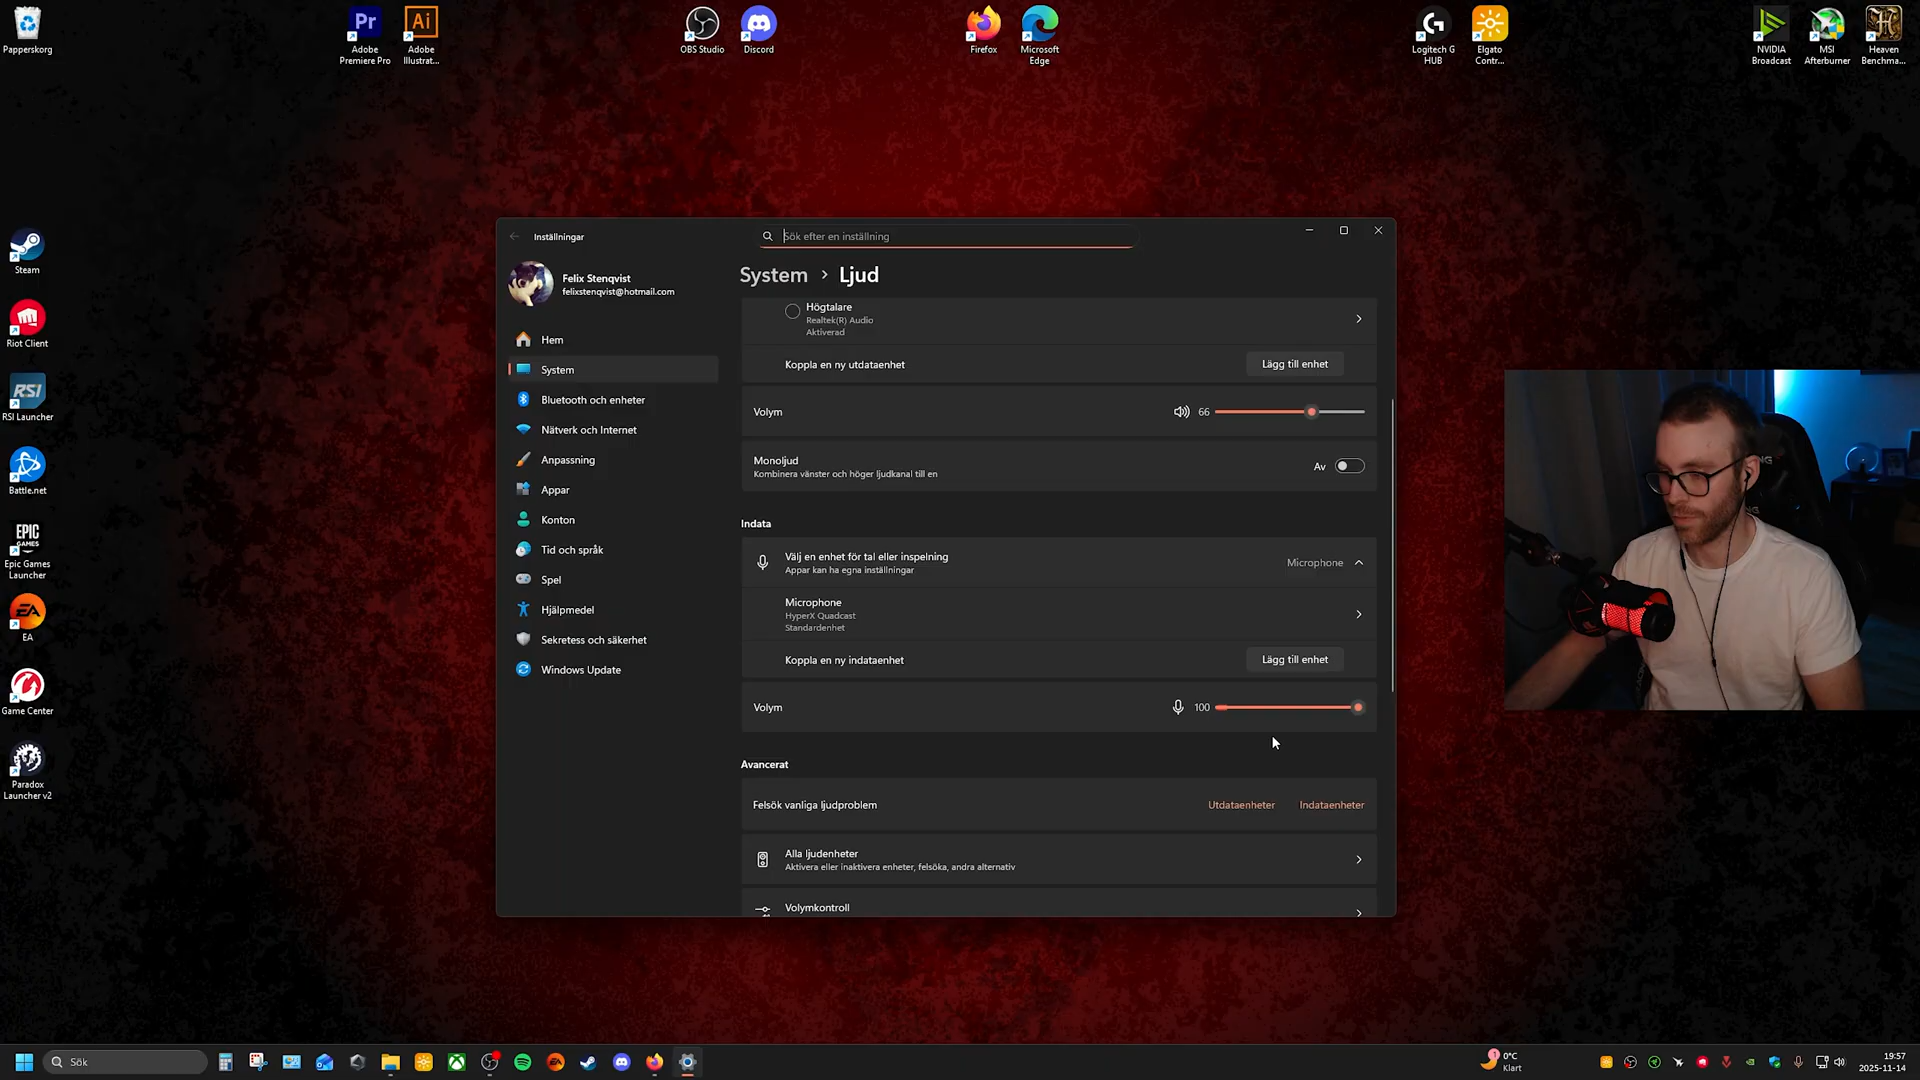 Papperskorg
Adobe
Premiere Pro
Adobe
Illustrat...
OBS Studio
Discord
Firefox
Microsoft
Edge
Logitech G
HUB
Elgato
Contr...
NVIDIA
Broadcast
MSI
Afterburner
Heaven
Benchma...
Steam
Riot Client
RSI Launcher
Battle.net
Epic Games
Launcher
EA
Game Center
Paradox
Launcher v2
Inställningar
Sök efter en inställning
Felix Stenqvist
felixstenqvist@hotmail.com
Hem
System
Bluetooth och enheter
Nätverk och Internet
Anpassning
Appar
Konton
Tid och språk
Spel
Hjälpmedel
Sekretess och säkerhet
Windows Update
System › Ljud
Högtalare
Realtek(R) Audio
Aktiverad
Koppla en ny utdataenhet
Lägg till enhet
Volym
66
Monoljud
Kombinera vänster och höger ljudkanal till en
Av
Indata
Välj en enhet för tal eller inspelning
Appar kan ha egna inställningar
Microphone
Microphone
HyperX Quadcast
Standardenhet
Koppla en ny indataenhet
Lägg till enhet
Volym
100
Avancerat
Felsök vanliga ljudproblem
Utdataenheter
Indataenheter
Alla ljudenheter
Aktivera eller inaktivera enheter, felsöka, andra alternativ
Volymkontroll
Sök
1
0°C
Klart
19:57
2025-11-14
Pr
Ai
RSI
EPIC
GAMES
EA